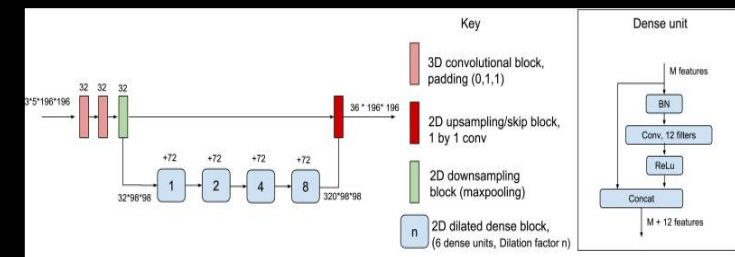 Key
Dense unit
32
32
32
3*5*196*196
36 * 196* 196
+72
+72
+72
+72
1
2
4
8
32*98*98
320*98*98
3D convolutional block,
padding (0,1,1)
2D upsampling/skip block,
1 by 1 conv
2D downsampling
block (maxpooling)
n
2D dilated dense block,
(6 dense units, Dilation factor n)
M features
BN
Conv, 12 filters
ReLu
Concat
M + 12 features